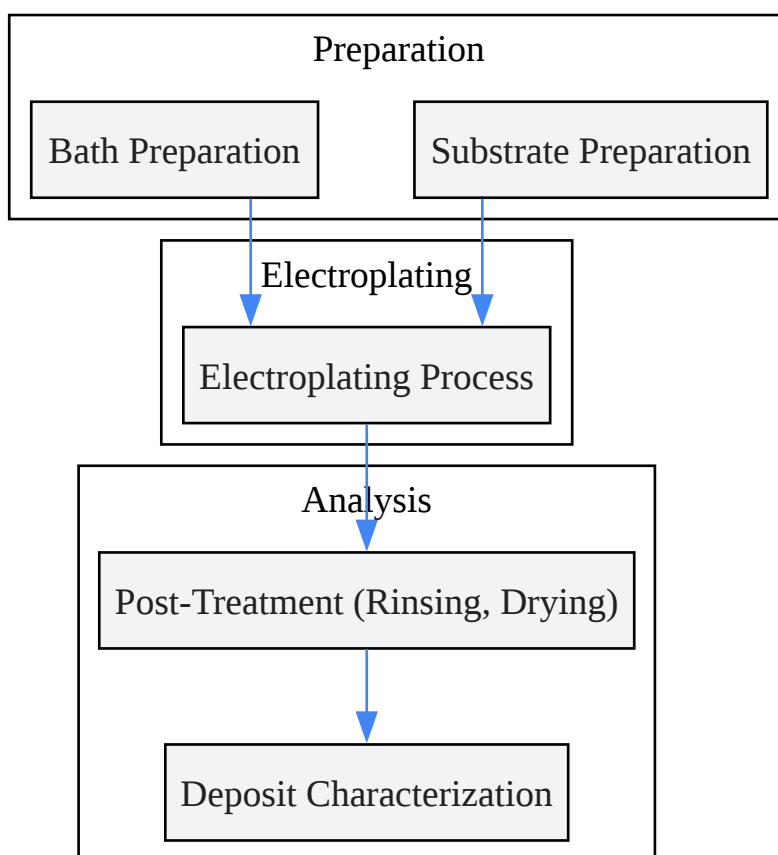 Preparation
Bath Preparation
Substrate Preparation
Electroplating
Electroplating Process
Analysis
Post-Treatment (Rinsing, Drying)
Deposit Characterization